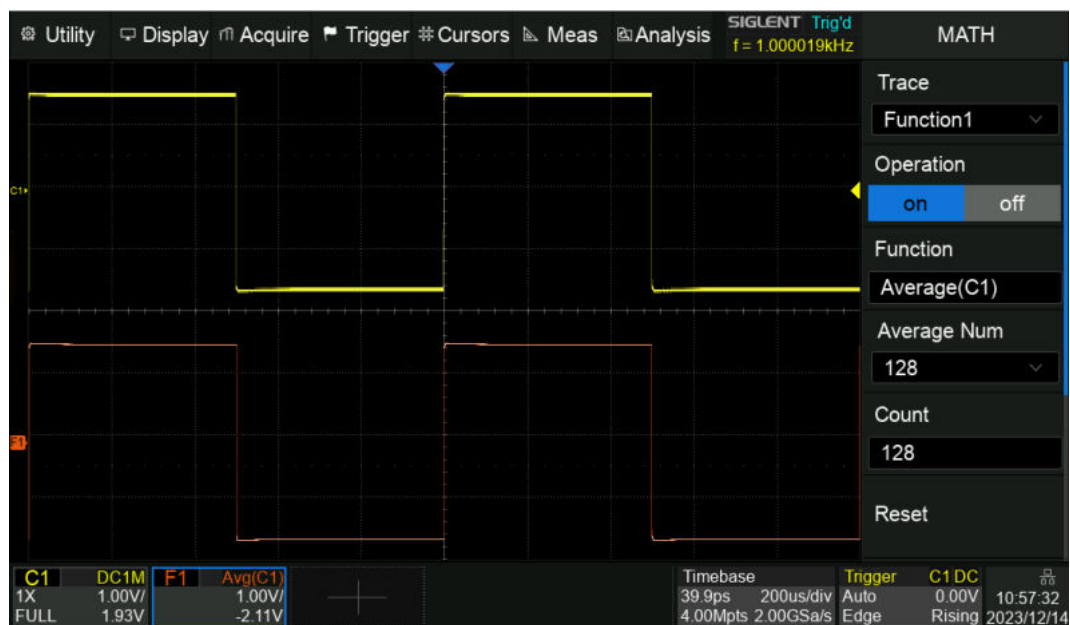 Utility Display Acquire Trigger Cursors Meas Analysis SIGLENT Trig'd MATH
f = 1.000019kHz
Trace
Function1
Operation
on off
C1
Function
Average(C1)
Average Num
128
Count
F1
128
Reset
C1 DC1M F1 Avg(C1) Timebase Trigger C1 DC
1X 1.00V/ 1.00V/ 39.9ps 200us/div Auto 0.00V 10:57:32
FULL 1.93V -2.11V 4.00Mpts 2.00GSa/s Edge Rising 2023/12/14